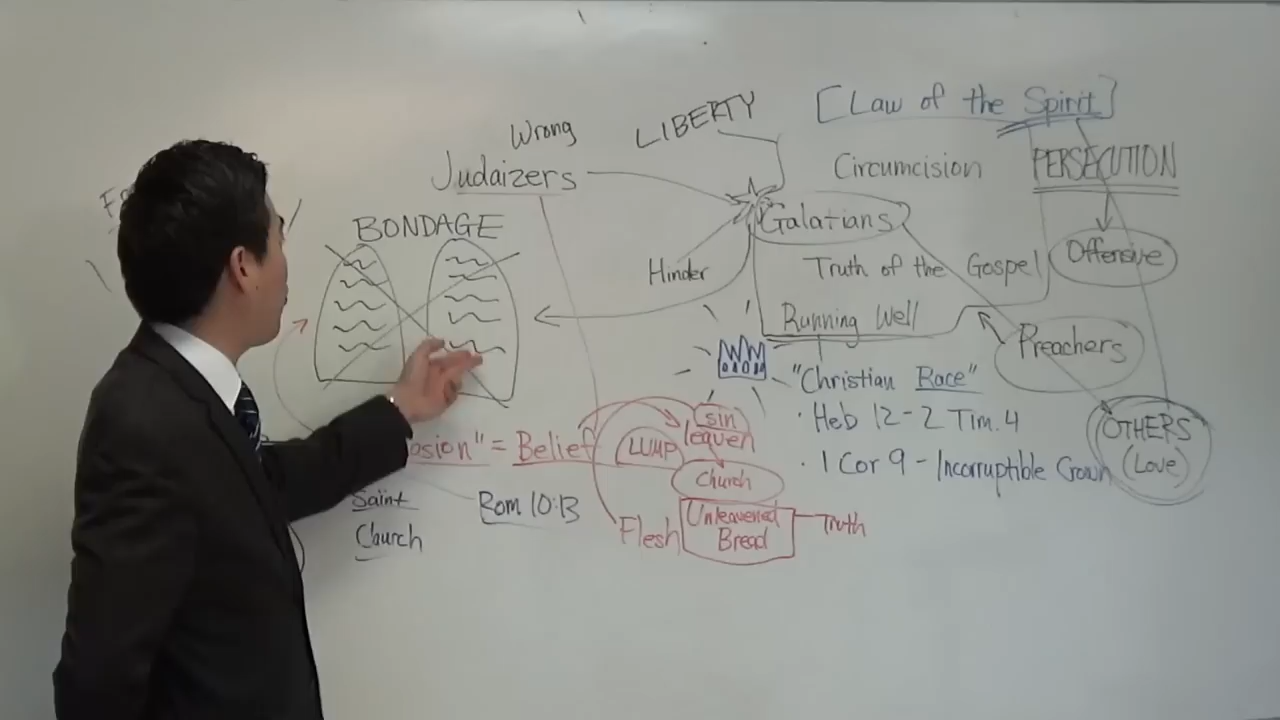 [Law of the Spirit]
LIBERTY
Wrong
Judaizers
Circumcision
PERSECUTION
BONDAGE
Galatians
Offensive
Hinder
Truth of the Gospel
Running Well
Preachers
"Christian Race"
· Heb 12-2 Tim. 4
· 1 Cor 9 - Incorruptible Crown
OTHERS
(Love)
sin
leaven
" = Belief
LUMP
Church
Saint
Church
Rom 10:13
Flesh
Unleavened
Bread
Truth